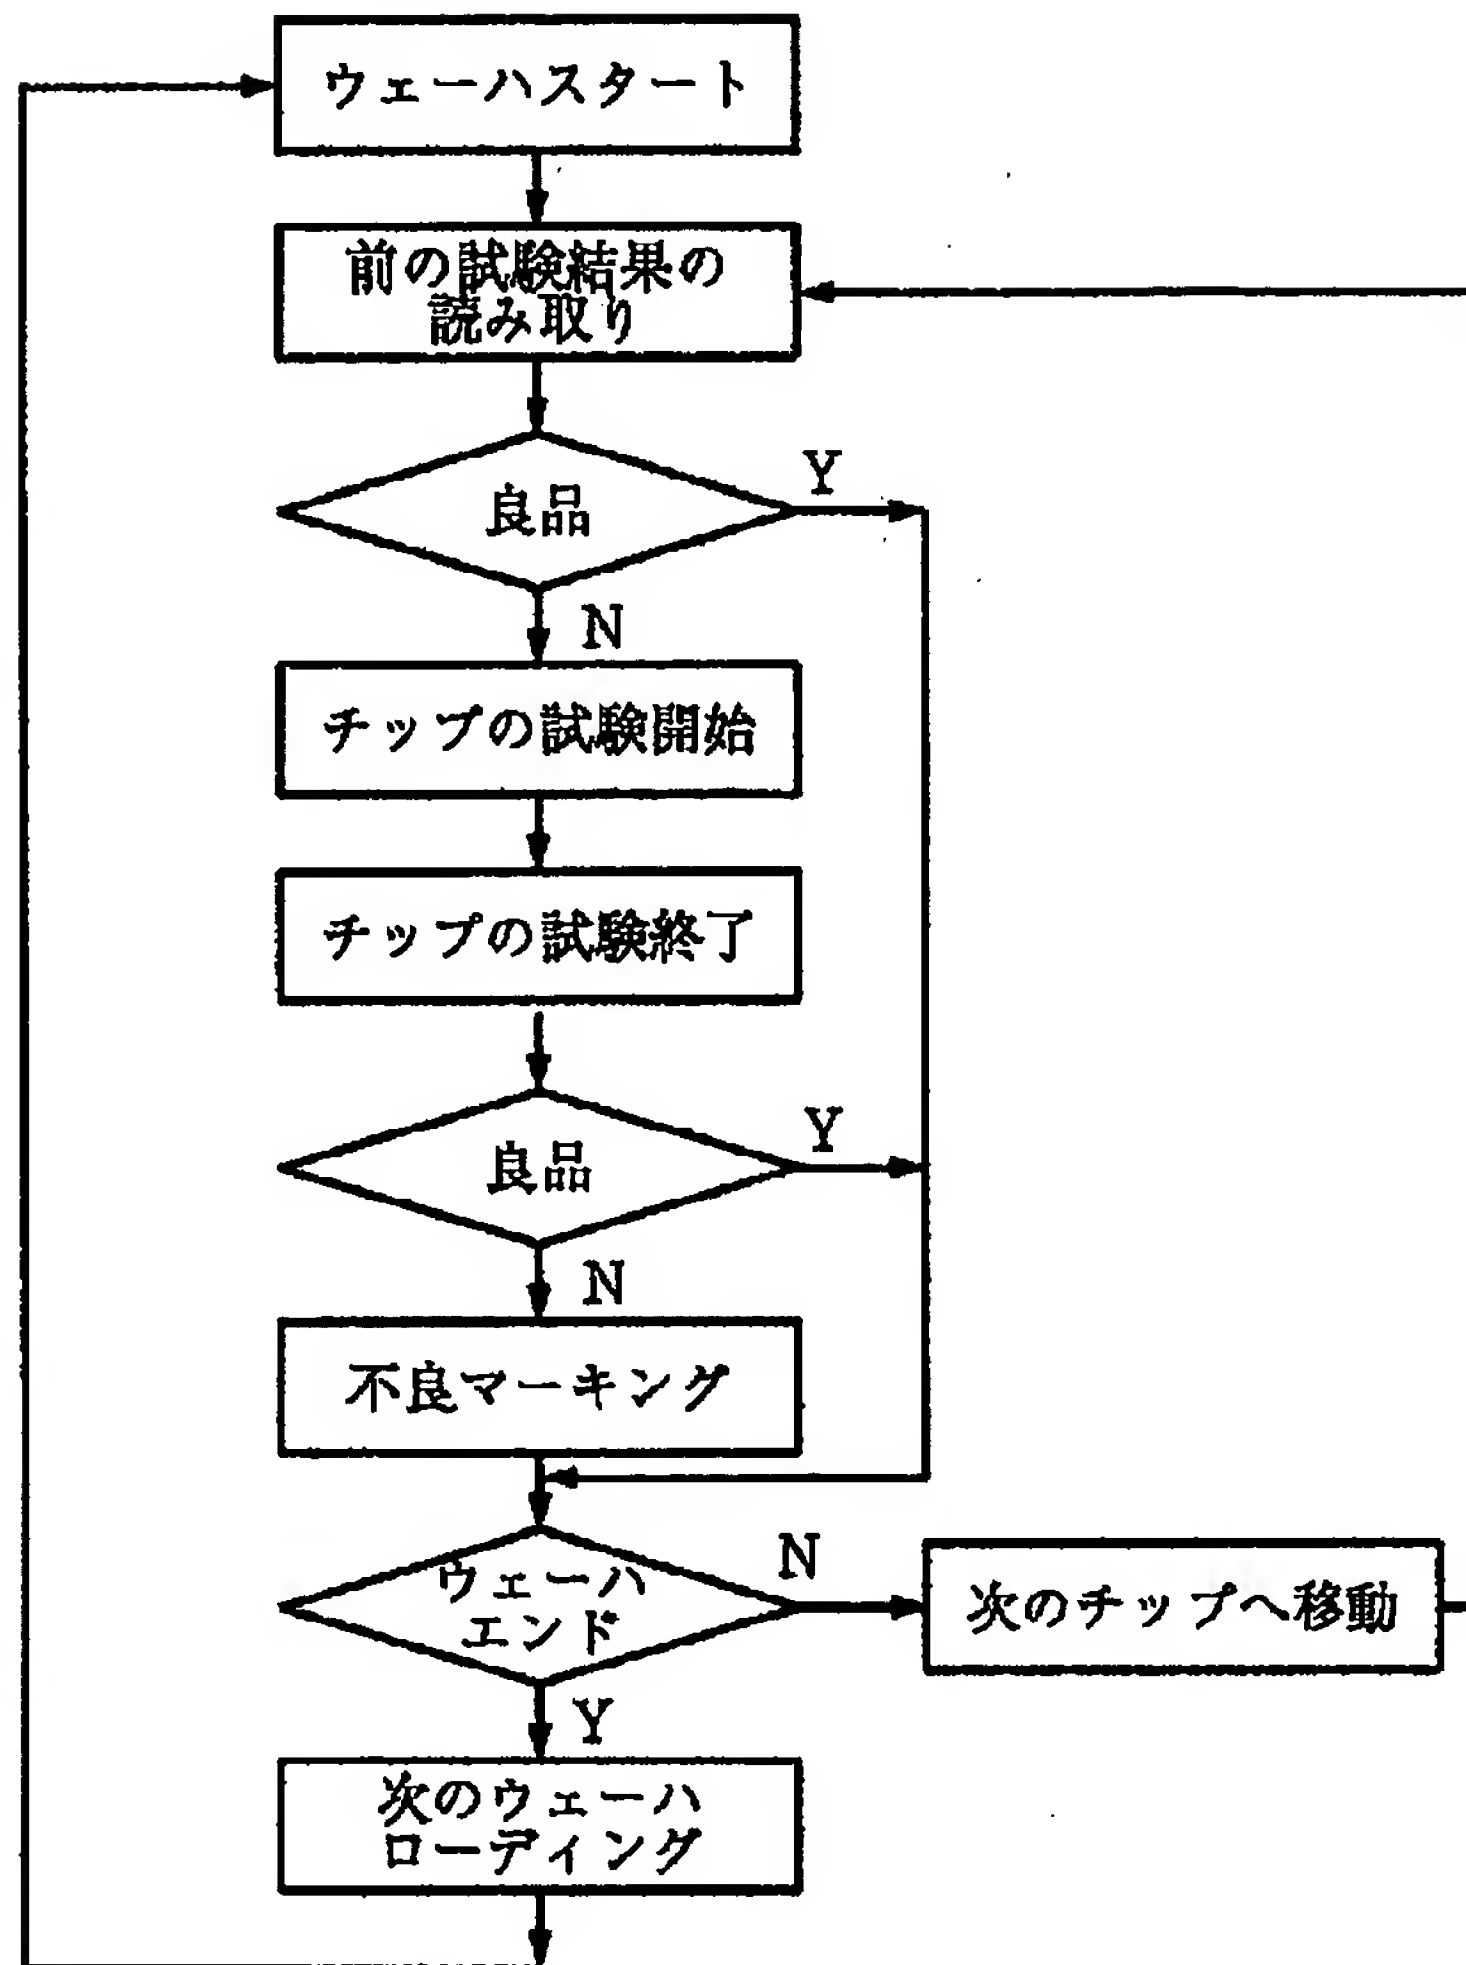 ウェーハスタート
前の試験結果の
読み取り
良品
Y
N
チップの試験開始
チップの試験終了
良品
Y
N
不良マーキング
ウェーハ
エンド
N
次のチップへ移動
Y
次のウェーハ
ローディング